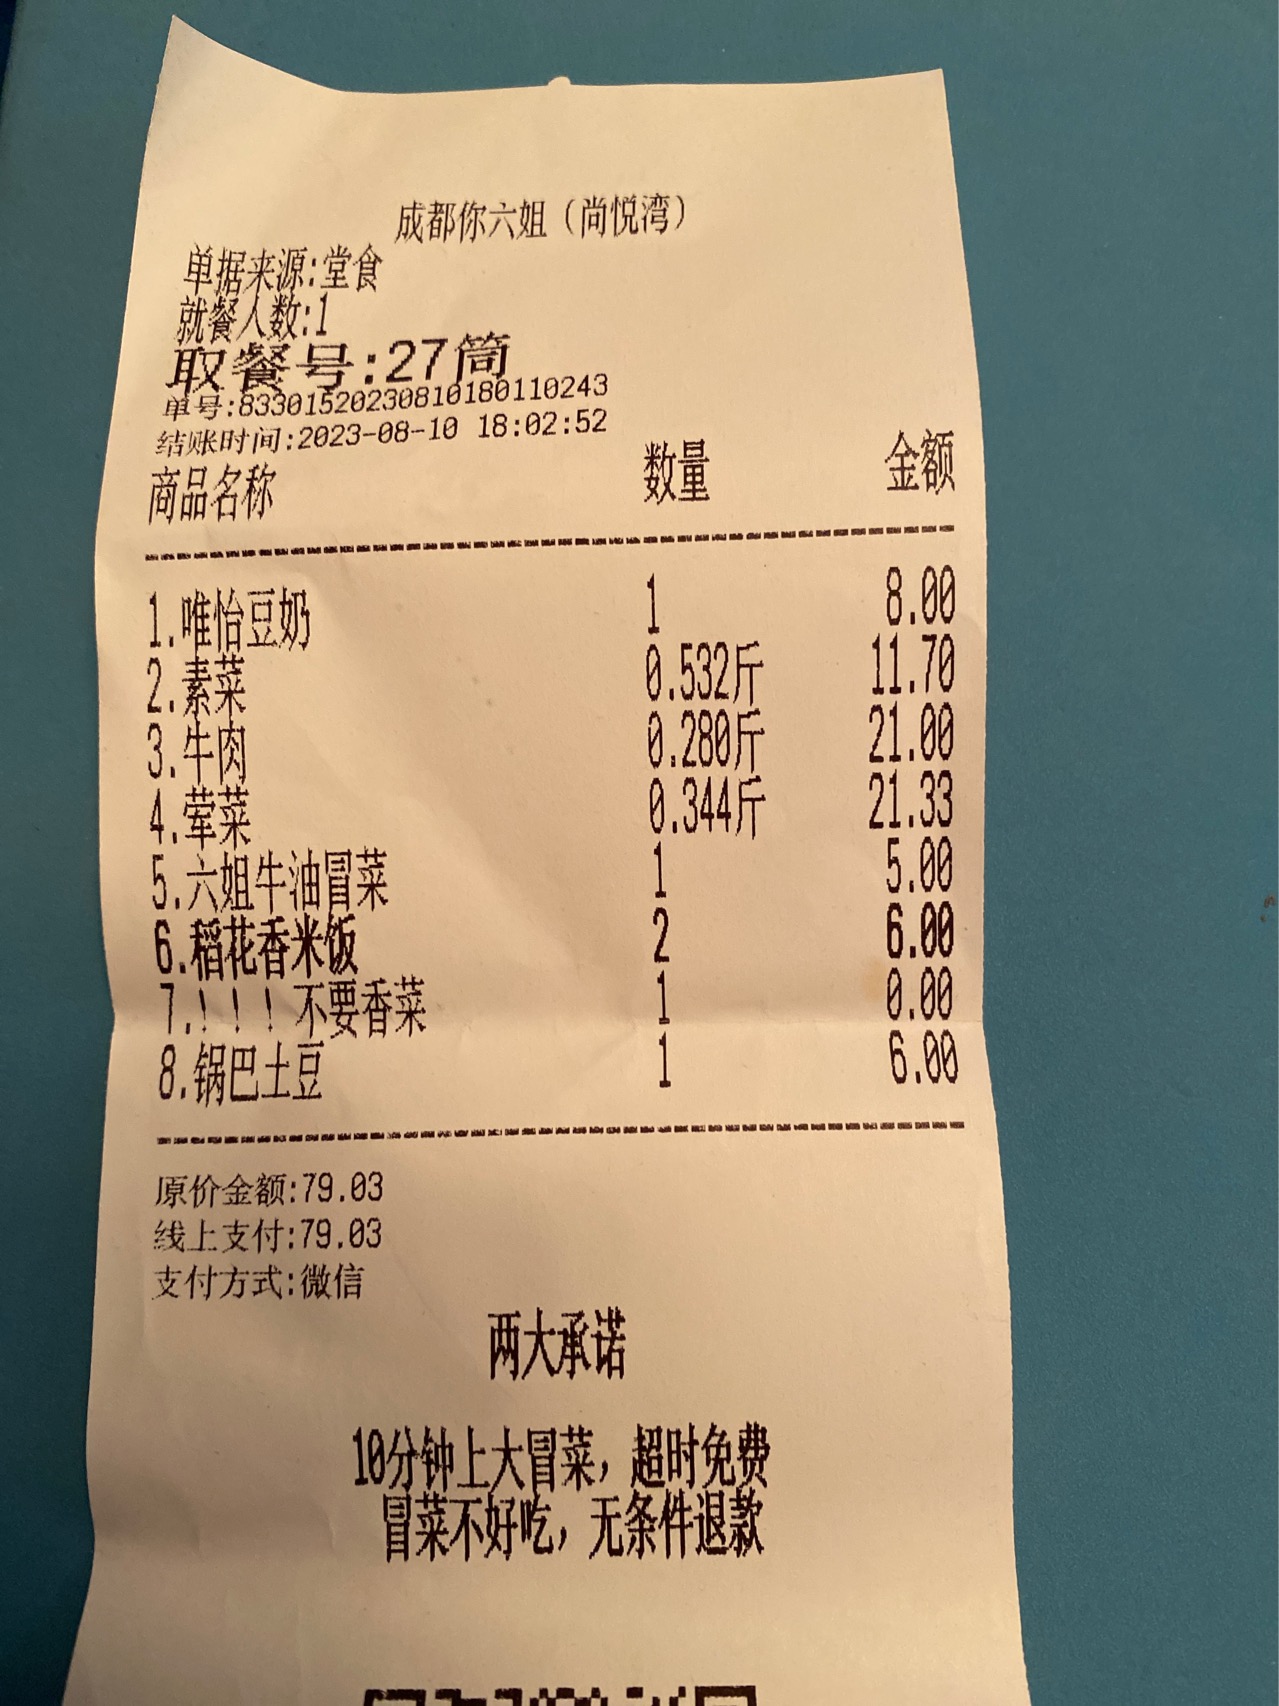 成都你六姐（尚悦湾）
单据来源:堂食
就餐人数:1
取餐号:27筒
单号:83301520230810180110243
结账时间:2023-08-10 18:02:52
商品名称 数量 金额
1.唯怡豆奶 1 8.00
2.素菜 0.532斤 11.70
3.牛肉 0.280斤 21.00
4.荤菜 0.344斤 21.33
5.六姐牛油冒菜 1 5.00
6.稻花香米饭 2 6.00
7.！！！不要香菜 1 0.00
8.锅巴土豆 1 6.00
原价金额:79.03
线上支付:79.03
支付方式:微信
两大承诺
10分钟上大冒菜，超时免费
冒菜不好吃，无条件退款